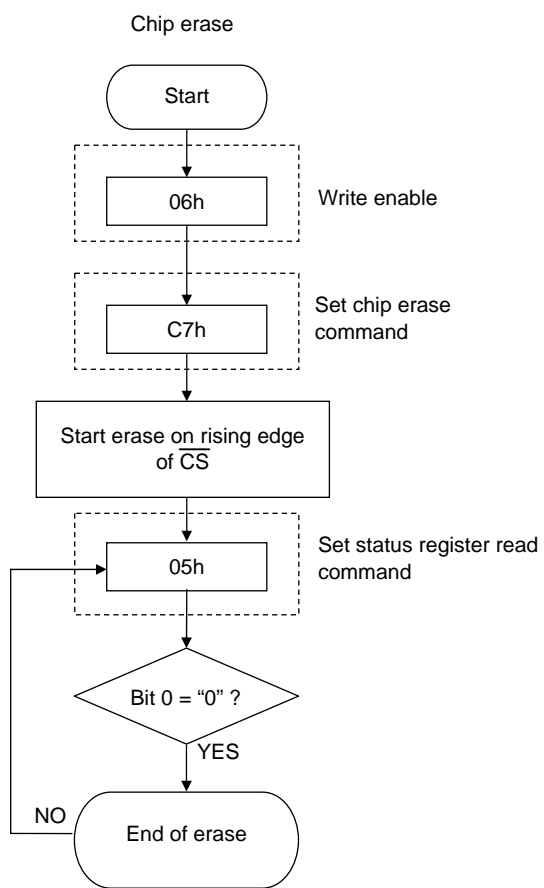 Chip erase
Start
06h
Write enable
C7h
Set chip erase
command
Start erase on rising edge
of C̅S̅
05h
Set status register read
command
Bit 0 = “0” ?
YES
NO
End of erase